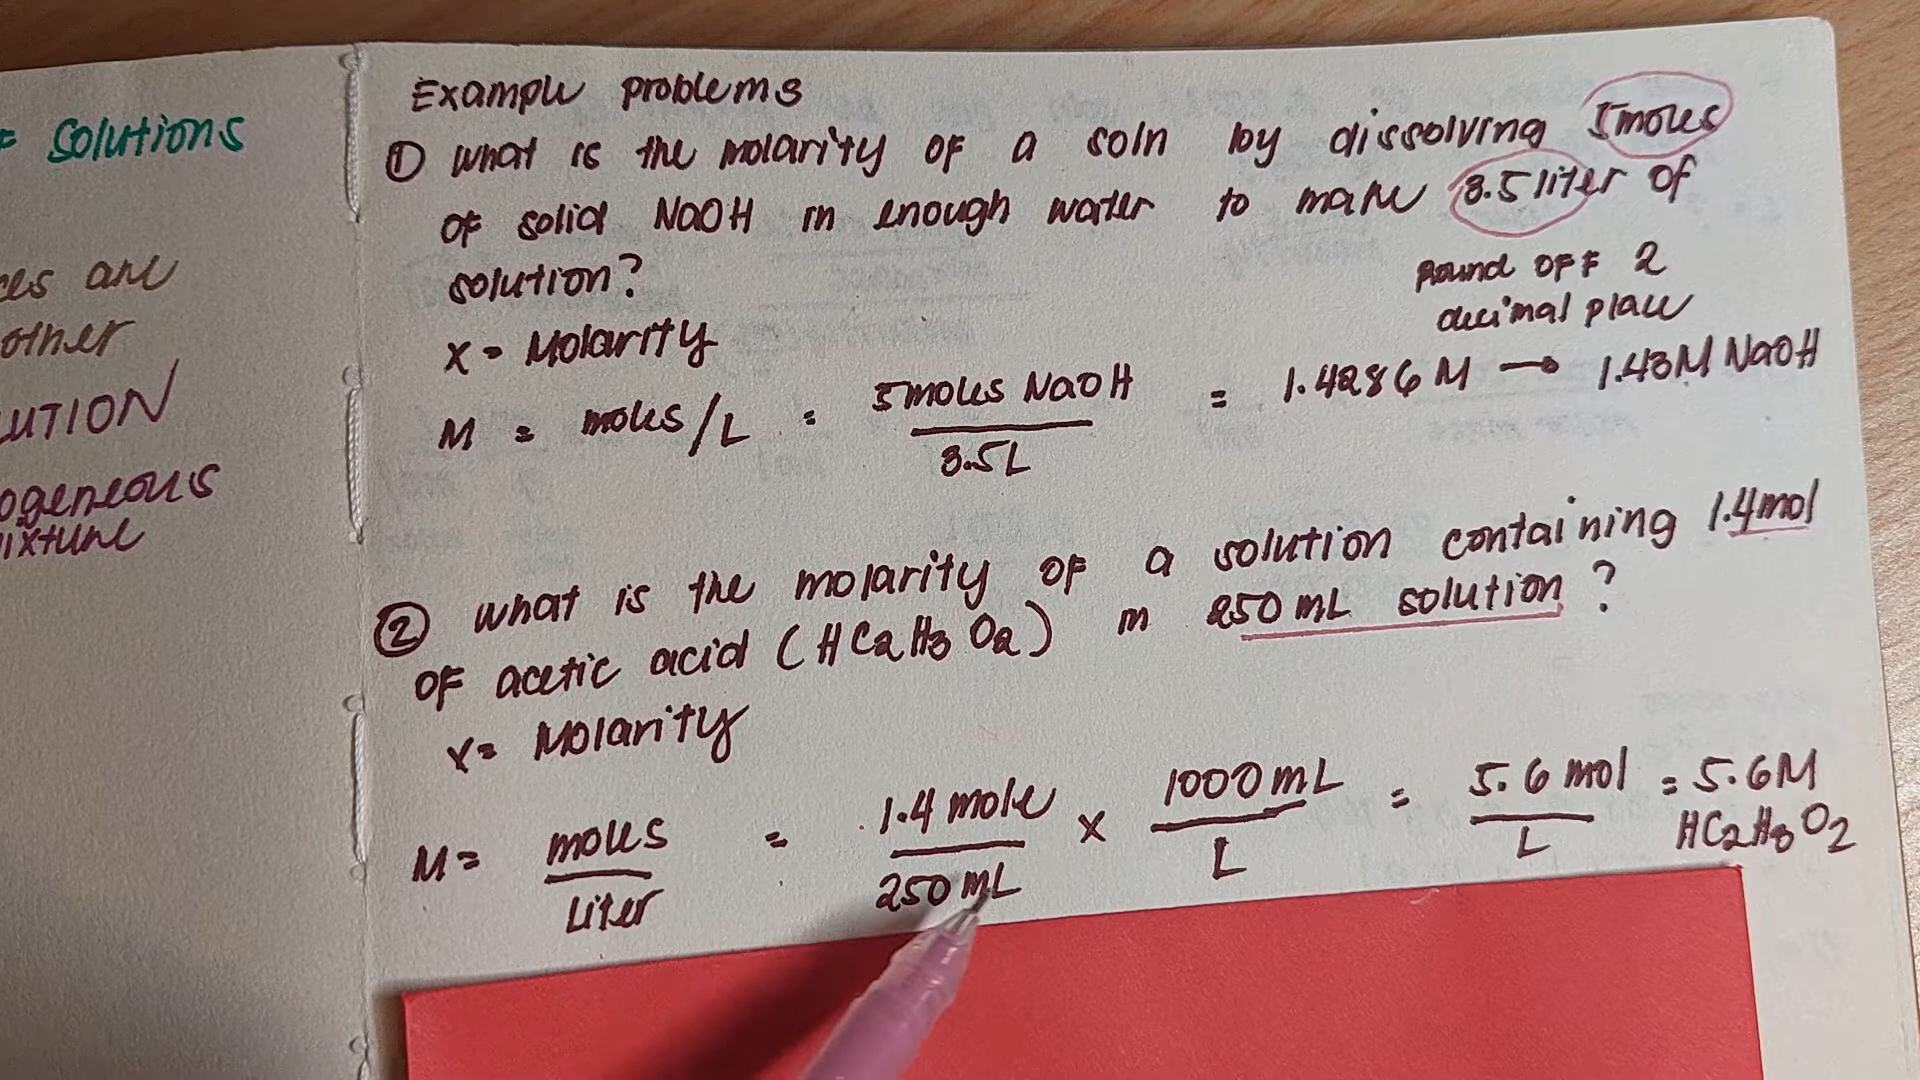 F solutions
ces are
other
UTION
ogeneous
ixture
Example problems
① What is the molarity of a soln by dissolving 5moles
of solid NaOH in enough water to make 3.5 liter of
solution?
Round off 2
decimal place
X = Molarity
M = moles/L = 5 moles NaOH / 3.5L = 1.4286 M → 1.43M NaOH
② What is the molarity of a solution containing 1.4mol
of acetic acid (HC2H3O2) in 250 mL solution?
X = Molarity
M = moles / Liter = 1.4 mole / 250 mL x 1000 mL / L = 5.6 mol / L = 5.6M
HC2H3O2